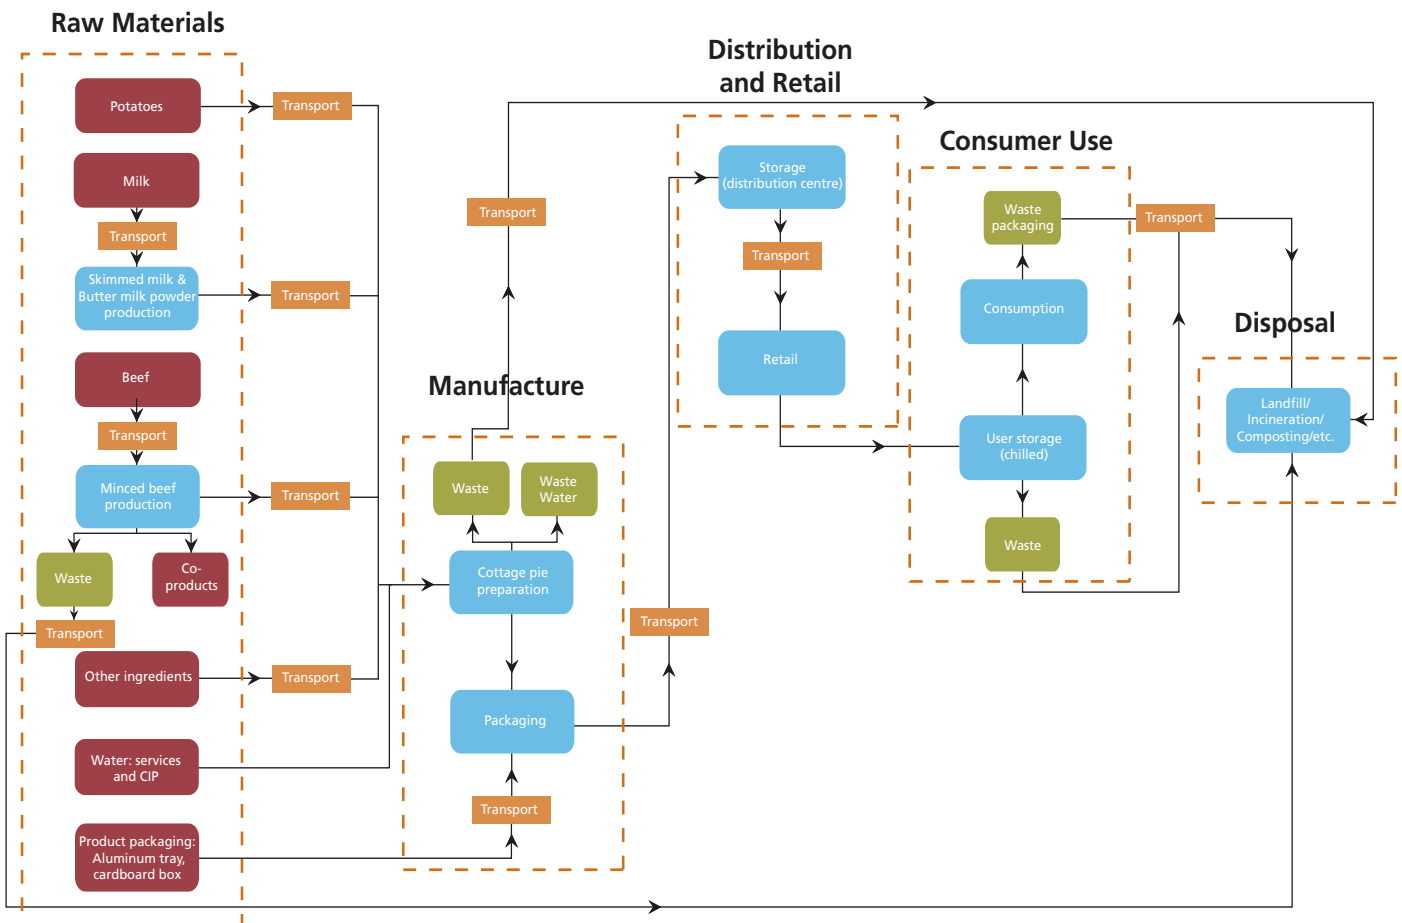 Raw Materials
Potatoes
Transport
Milk
Transport
Skimmed milk &
Butter milk powder
production
Transport
Beef
Transport
Minced beef
production
Transport
Waste
Co-
products
Transport
Other ingredients
Transport
Water: services
and CIP
Product packaging:
Aluminum tray,
cardboard box
Manufacture
Transport
Waste
Waste
Water
Cottage pie
preparation
Packaging
Transport
Transport
Distribution
and Retail
Storage
(distribution centre)
Transport
Retail
Consumer Use
Waste
packaging
Transport
Consumption
User storage
(chilled)
Waste
Disposal
Landfill/
Incineration/
Composting/etc.